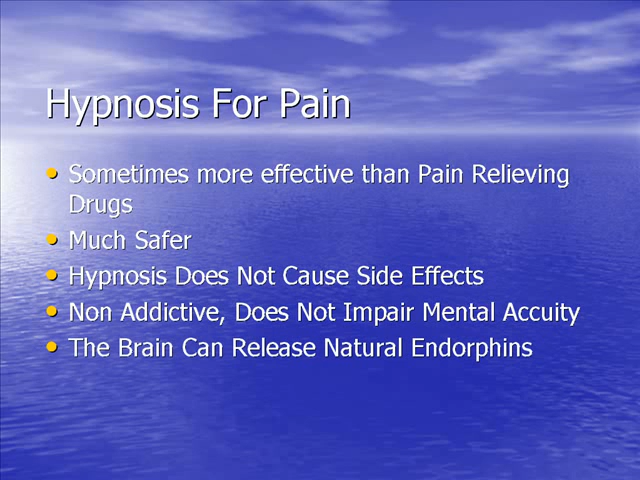 Hypnosis For Pain
• Sometimes more effective than Pain Relieving
Drugs
• Much Safer
• Hypnosis Does Not Cause Side Effects
• Non Addictive, Does Not Impair Mental Accuity
• The Brain Can Release Natural Endorphins